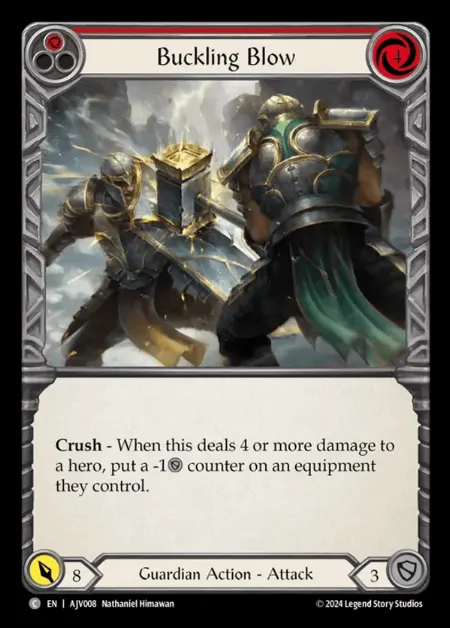 Buckling Blow
4
Crush - When this deals 4 or more damage to
a hero, put a -1 counter on an equipment
they control.
8
Guardian Action - Attack
3
C EN | AJV008 Nathaniel Himawan
© 2024 Legend Story Studios